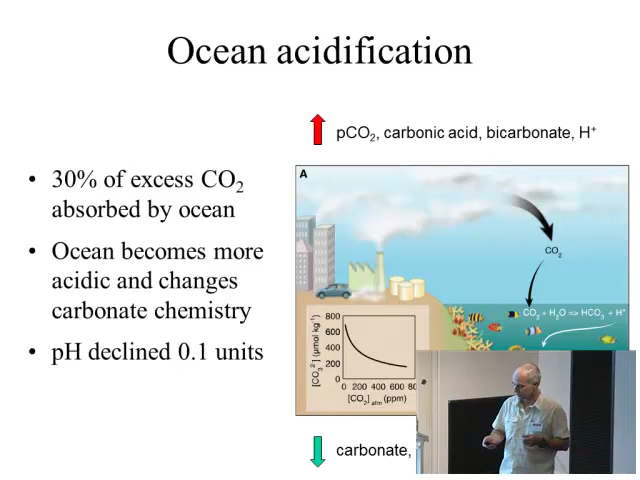 Ocean acidification
pCO₂, carbonic acid, bicarbonate, H⁺
• 30% of excess CO₂
absorbed by ocean
• Ocean becomes more
acidic and changes
carbonate chemistry
• pH declined 0.1 units
A
CO₂
CO₂ + H₂O => HCO₃⁻ + H⁺
800
600
400
200
0
[CO₃²⁻] (µmol kg⁻¹)
0 200 400 600 80
[CO₂]ₐₜₘ (ppm)
carbonate,